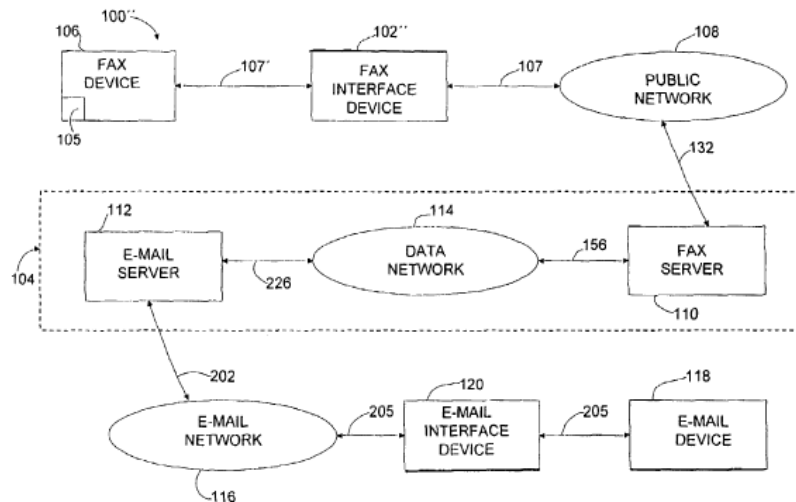 100''
106
102''
108
FAX
DEVICE
107'
FAX
INTERFACE
DEVICE
107
PUBLIC
NETWORK
105
132
112
114
E-MAIL
SERVER
DATA
NETWORK
156
FAX
SERVER
104
226
110
202
120
118
E-MAIL
NETWORK
205
E-MAIL
INTERFACE
DEVICE
205
E-MAIL
DEVICE
116